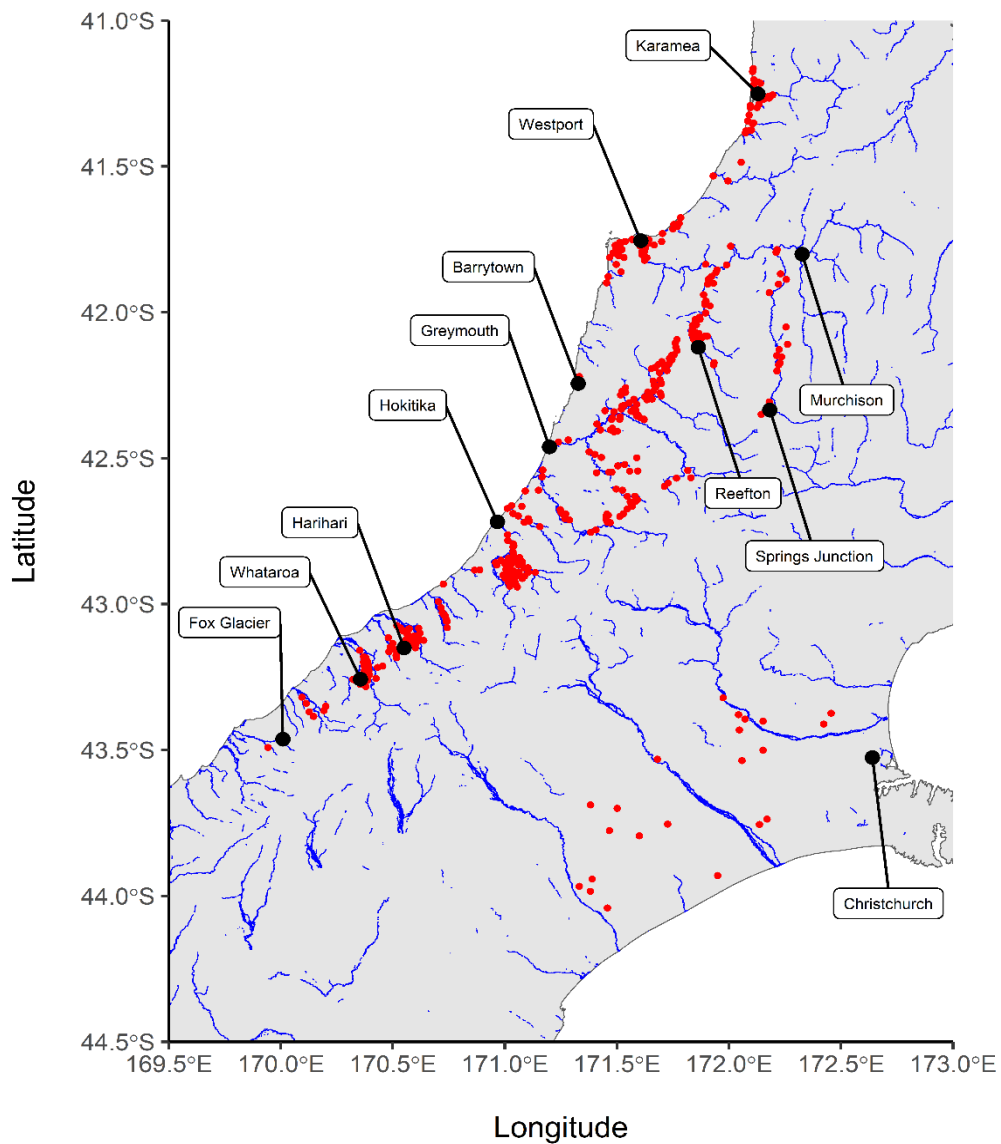 41.0°S
Karamea
Westport
41.5°S
Barrytown
42.0°S
Greymouth
Hokitika
Murchison
42.5°S
Reefton
Harihari
Springs Junction
Whataroa
43.0°S
Fox Glacier
43.5°S
44.0°S
Christchurch
44.5°S
169.5°E 170.0°E 170.5°E 171.0°E 171.5°E 172.0°E 172.5°E 173.0°E
Longitude
Latitude